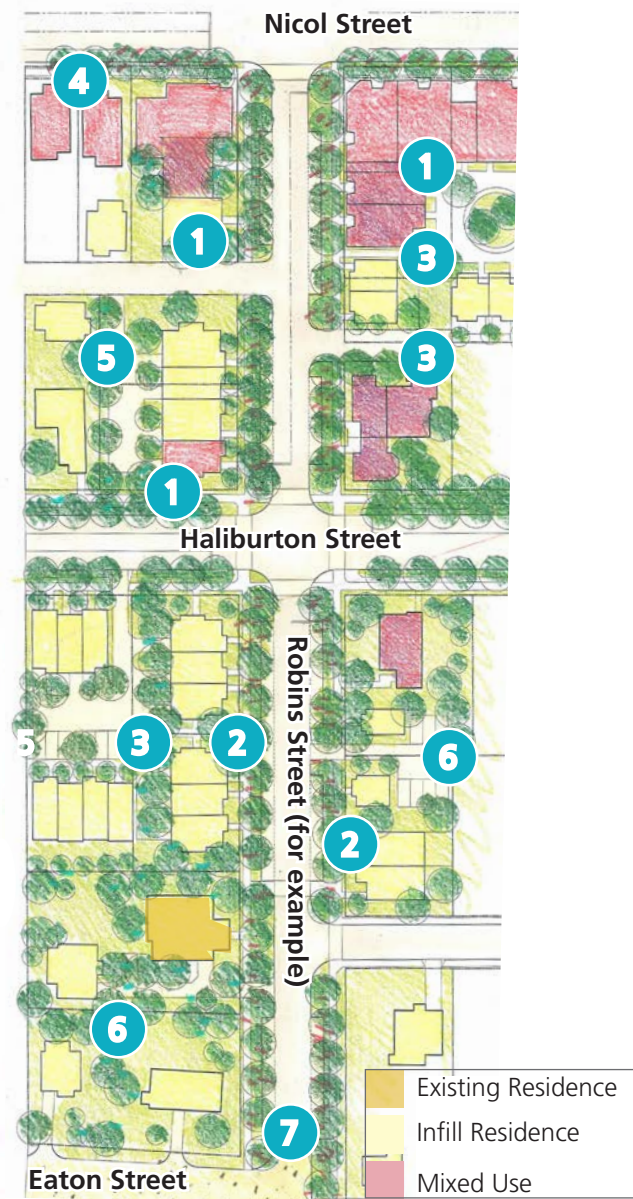 Nicol Street
4
1
1
3
5
3
1
Haliburton Street
Robins Street (for example)
5
3
2
6
2
6
7
Existing Residence
Infill Residence
Mixed Use
Eaton Street